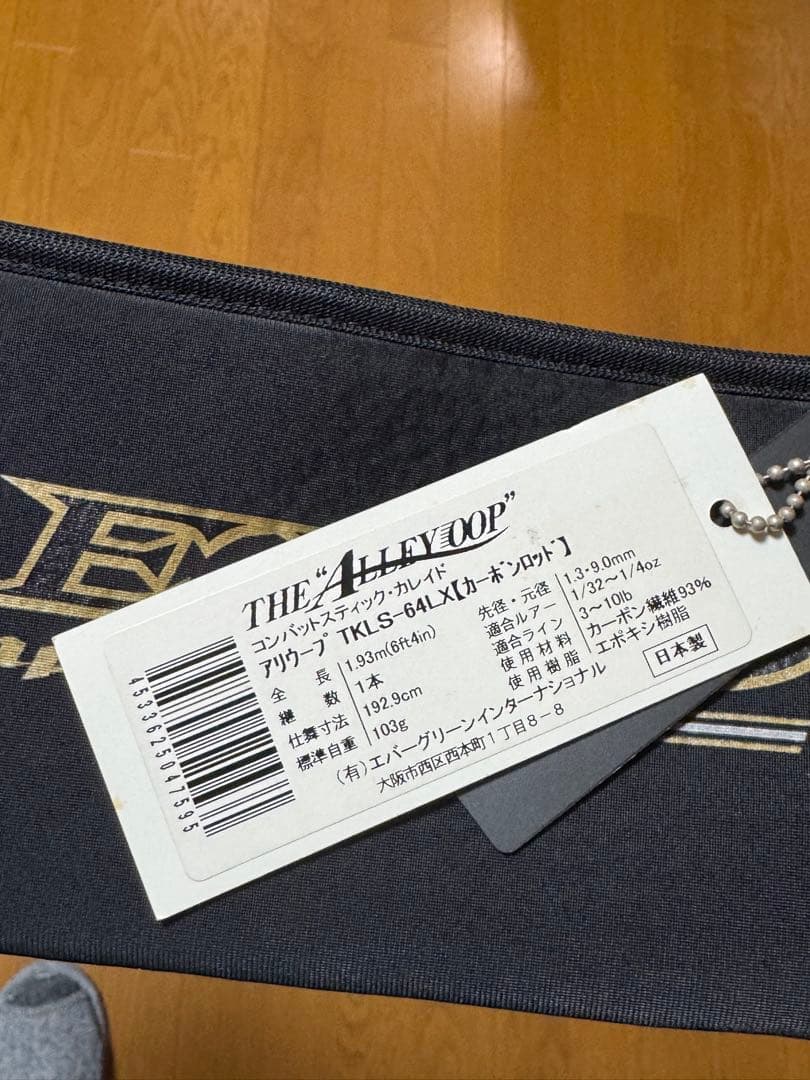 THE "ALLEY OOP"
コンバットスティック・カレイド
アリウープ TKLS-64LX【カーボンロッド】
全長 1.93m(6ft4in)
継数 1本
仕舞寸法 192.9cm
標準自重 103g
先径・元径 1.3・9.0mm
適合ルアー 1/32~1/4oz
適合ライン 3~10lb
使用材料 カーボン繊維93%
使用樹脂 エポキシ樹脂
日本製
(有)エバーグリーンインターナショナル
大阪市西区西本町1丁目8-8
4533625047595